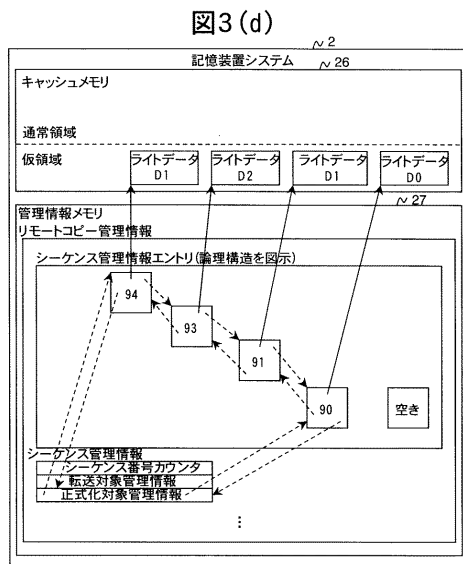 図3(d)
2
記憶装置システム
26
キャッシュメモリ
通常領域
仮領域
ライトデータ
D1
ライトデータ
D2
ライトデータ
D1
ライトデータ
D0
27
管理情報メモリ
リモートコピー管理情報
シーケンス管理情報エントリ(論理構造を図示)
94
93
91
90
空き
シーケンス管理情報
シーケンス番号カウンタ
転送対象管理情報
正式化対象管理情報
⋮